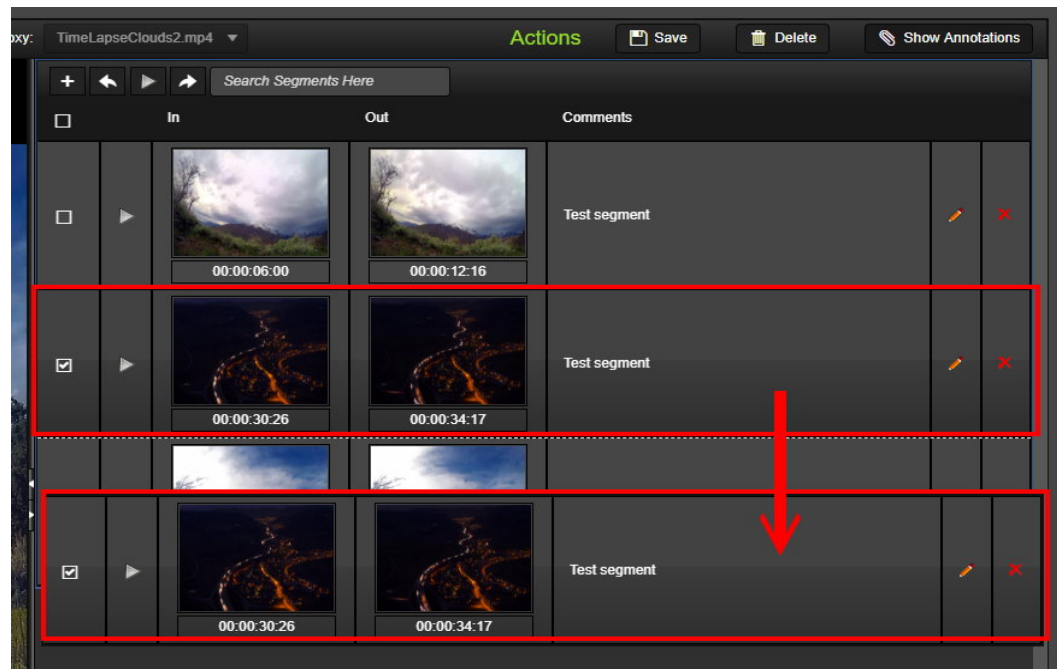 oxy: TimeLapseClouds2.mp4 Actions Save Delete Show Annotations
Search Segments Here
In Out Comments
Test segment
00:00:06:00 00:00:12:16
Test segment
00:00:30:26 00:00:34:17
Test segment
00:00:30:26 00:00:34:17